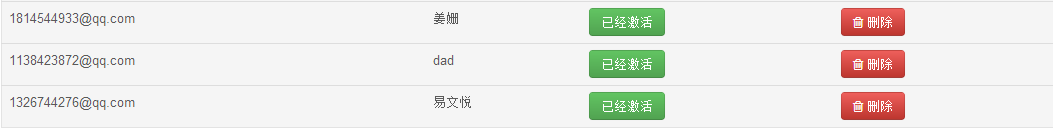 1814544933@qq.com 姜姗 已经激活 删除
1138423872@qq.com dad 已经激活 删除
1326744276@qq.com 易文悦 已经激活 删除